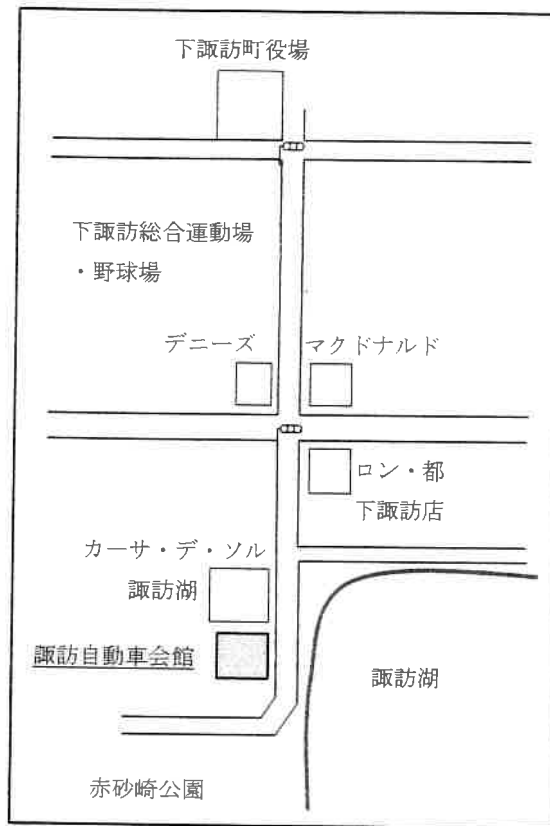 下諏訪町役場
下諏訪総合運動場
・野球場
デニーズ
マクドナルド
ロン・都
下諏訪店
カーサ・デ・ソル
諏訪湖
諏訪自動車会館
諏訪湖
赤砂崎公園